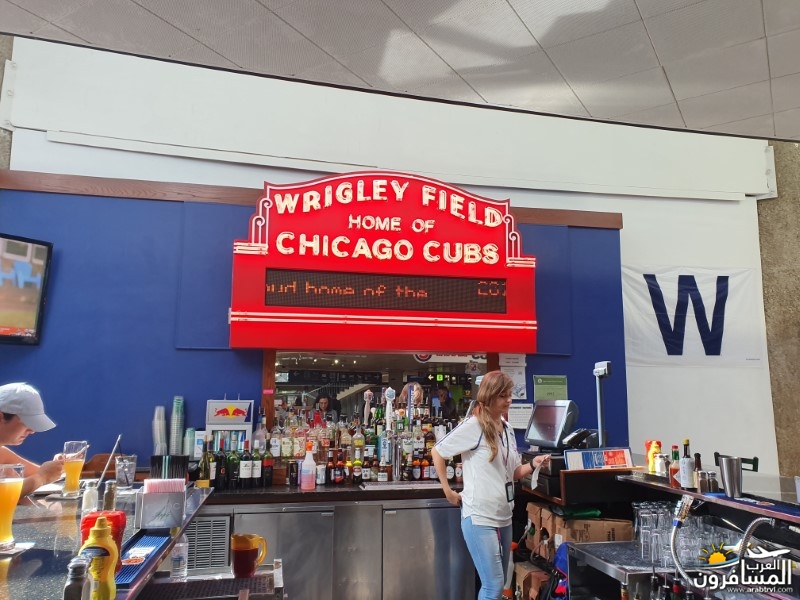 WRIGLEY FIELD
HOME OF
CHICAGO CUBS
home of the
W
العرب
المسافرون
www.arabtrvl.com